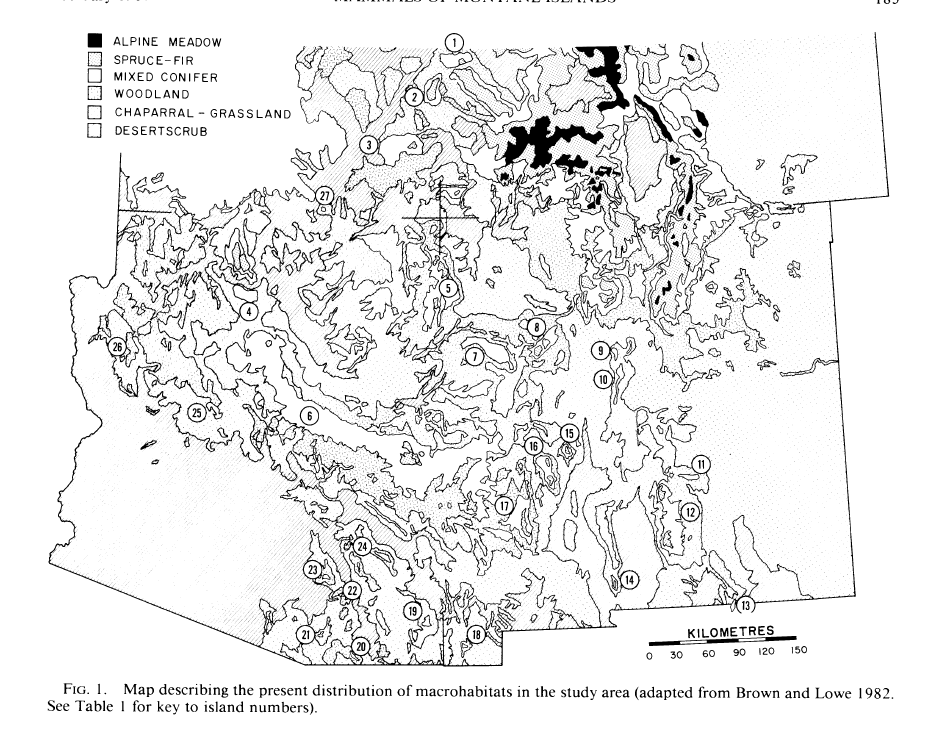 MAMMALS OF MONTANE ISLANDS
185
ALPINE MEADOW
SPRUCE-FIR
MIXED CONIFER
WOODLAND
CHAPARRAL – GRASSLAND
DESERTSCRUB
1
2
3
27
5
4
8
26
7
9
10
25
6
15
16
11
17
12
24
23
14
22
19
13
21
18
20
KILOMETRES
0 30 60 90 120 150
FIG. 1. Map describing the present distribution of macrohabitats in the study area (adapted from Brown and Lowe 1982.
See Table 1 for key to island numbers).